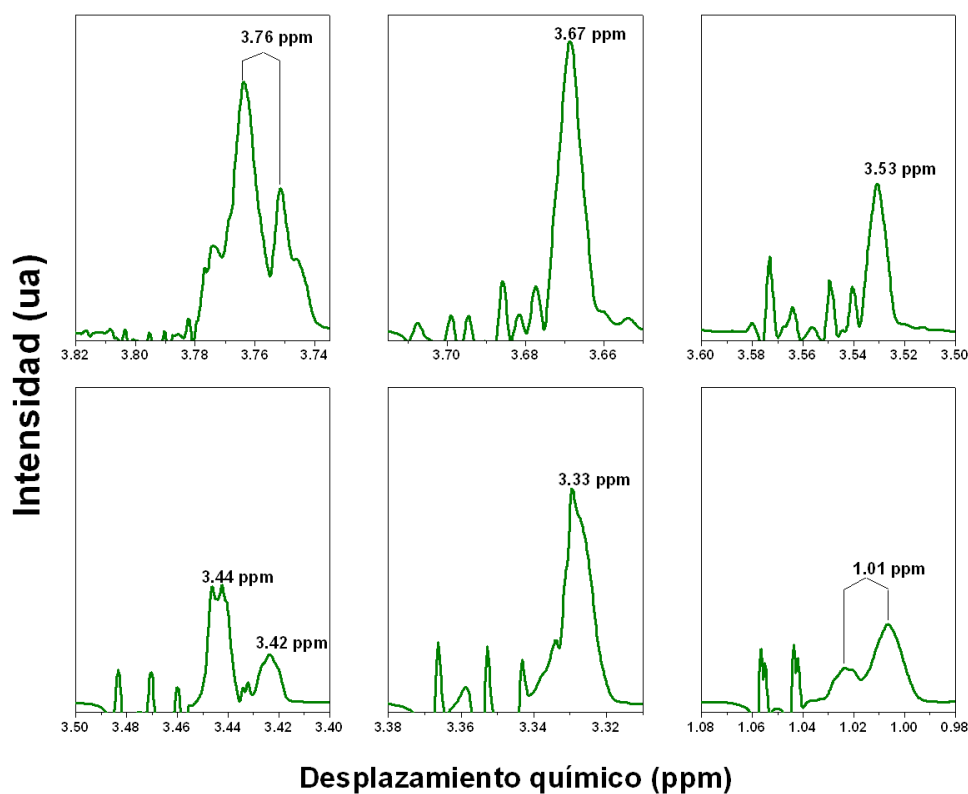 Intensidad (ua)
3.76 ppm
3.82 3.80 3.78 3.76 3.74
3.67 ppm
3.70 3.68 3.66
3.53 ppm
3.60 3.58 3.56 3.54 3.52 3.50
3.44 ppm
3.42 ppm
3.50 3.48 3.46 3.44 3.42 3.40
3.33 ppm
3.38 3.36 3.34 3.32
1.01 ppm
1.08 1.06 1.04 1.02 1.00 0.98
Desplazamiento químico (ppm)